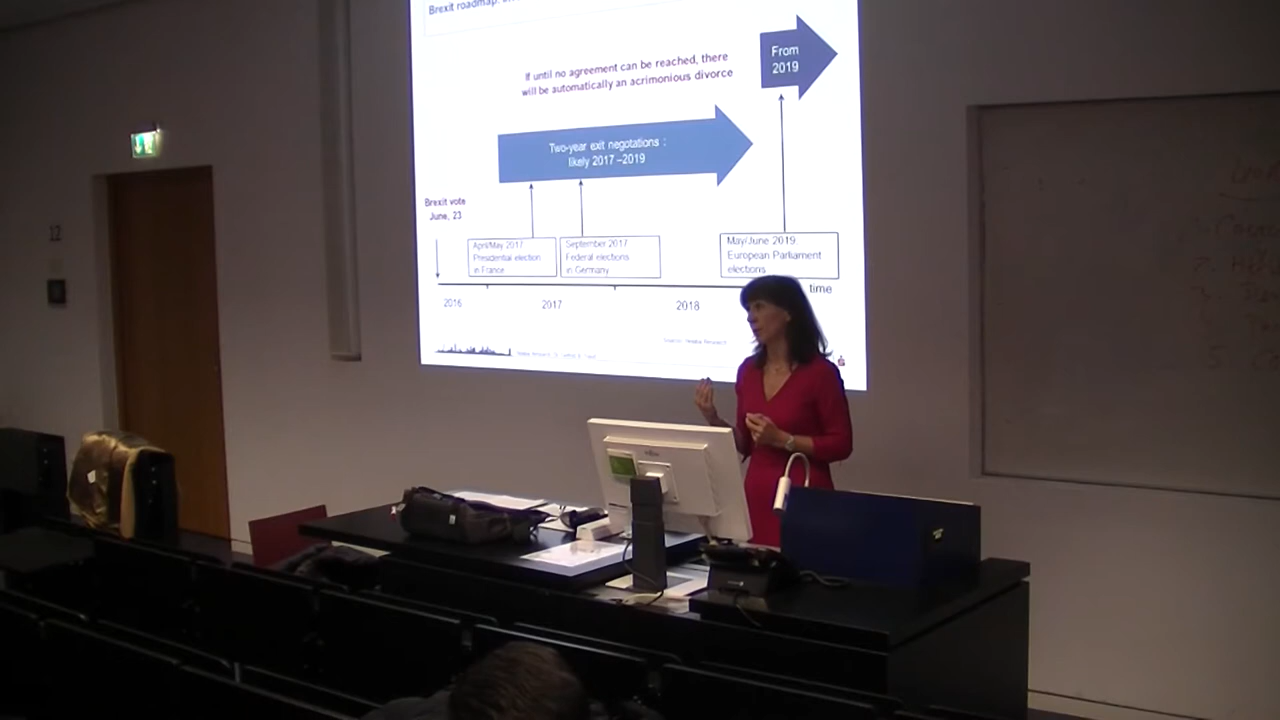 Brexit roadmap:
From
2019
If until no agreement can be reached, there
will be automatically an acrimonious divorce
Two-year exit negotations :
likely 2017 –2019
Brexit vote
June, 23
April/May 2017
Presidential election
in France
September 2017
Federal elections
in Germany
May/June 2019
European Parliament
elections
time
2016
2017
2018
12